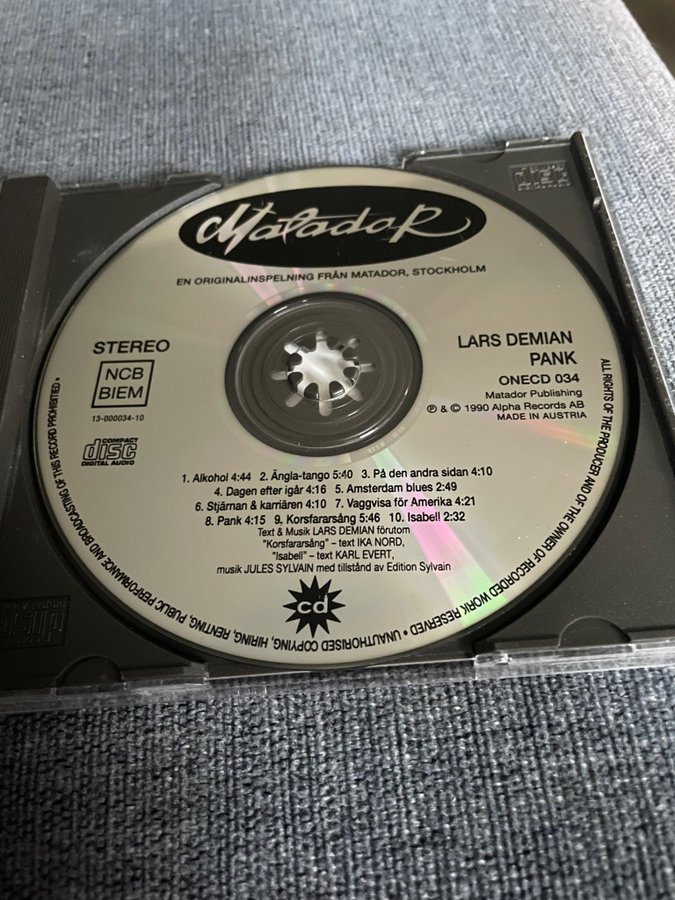 MatadoR
EN ORIGINALINSPELNING FRÅN MATADOR, STOCKHOLM
STEREO
NCB
BIEM
13-000034-10
COMPACT
disc
DIGITAL AUDIO
LARS DEMIAN
PANK
ONECD 034
Matador Publishing
℗ & © 1990 Alpha Records AB
MADE IN AUSTRIA
1. Alkohol 4:44 2. Ängla-tango 5:40 3. På den andra sidan 4:10
4. Dagen efter igår 4:16 5. Amsterdam blues 2:49
6. Stjärnan & karriären 4:10 7. Vaggvisa för Amerika 4:21
8. Pank 4:15 9. Korsfararsång 5:46 10. Isabell 2:32
Text & Musik LARS DEMIAN förutom
"Korsfararsång" – text IKA NORD,
"Isabell" – text KARL EVERT,
musik JULES SYLVAIN med tillstånd av Edition Sylvain
cd
ALL RIGHTS OF THE PRODUCER AND OF THE OWNER OF RECORDED WORK RESERVED • UNAUTHORISED COPYING, HIRING, RENTING, PUBLIC PERFORMANCE AND BROADCASTING OF THIS RECORD PROHIBITED •